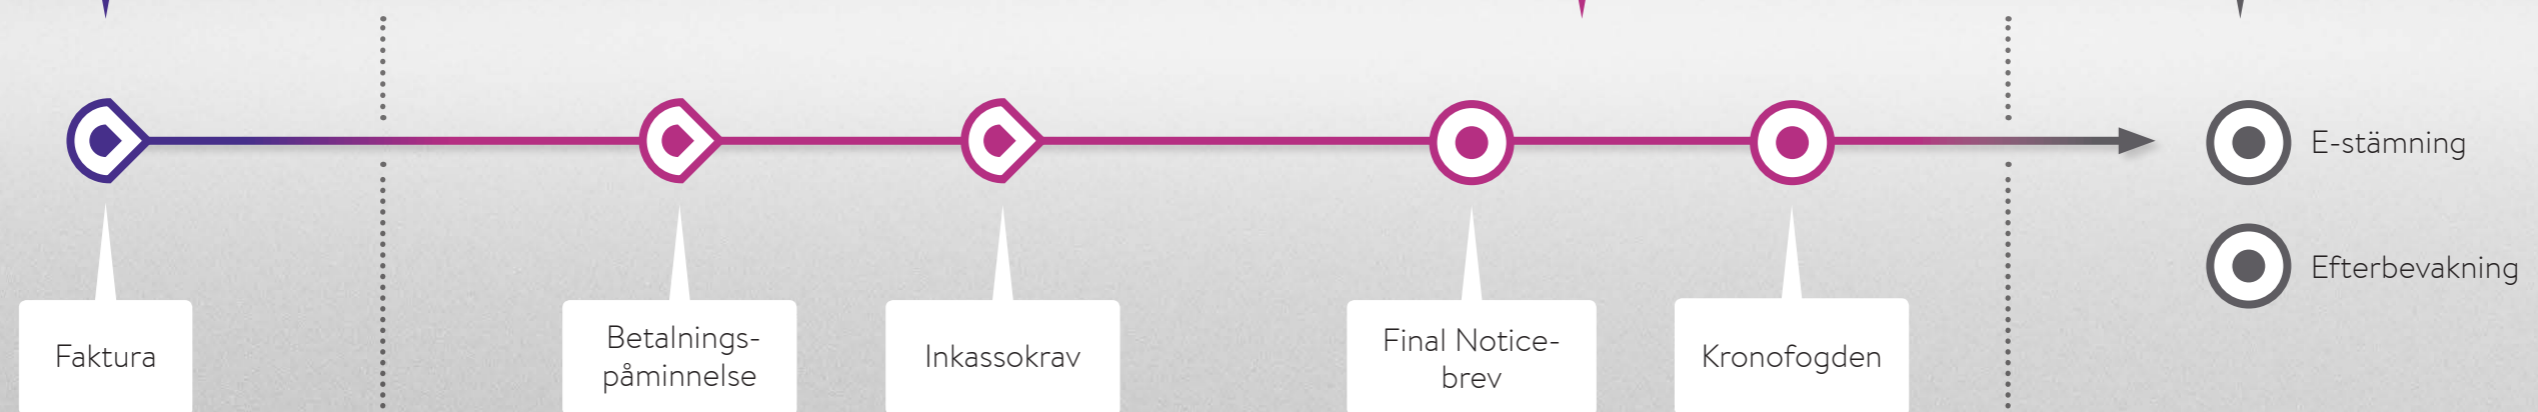 E-stämning
Efterbevakning
Faktura
Betalnings-
påminnelse
Inkassokrav
Final Notice-
brev
Kronofogden